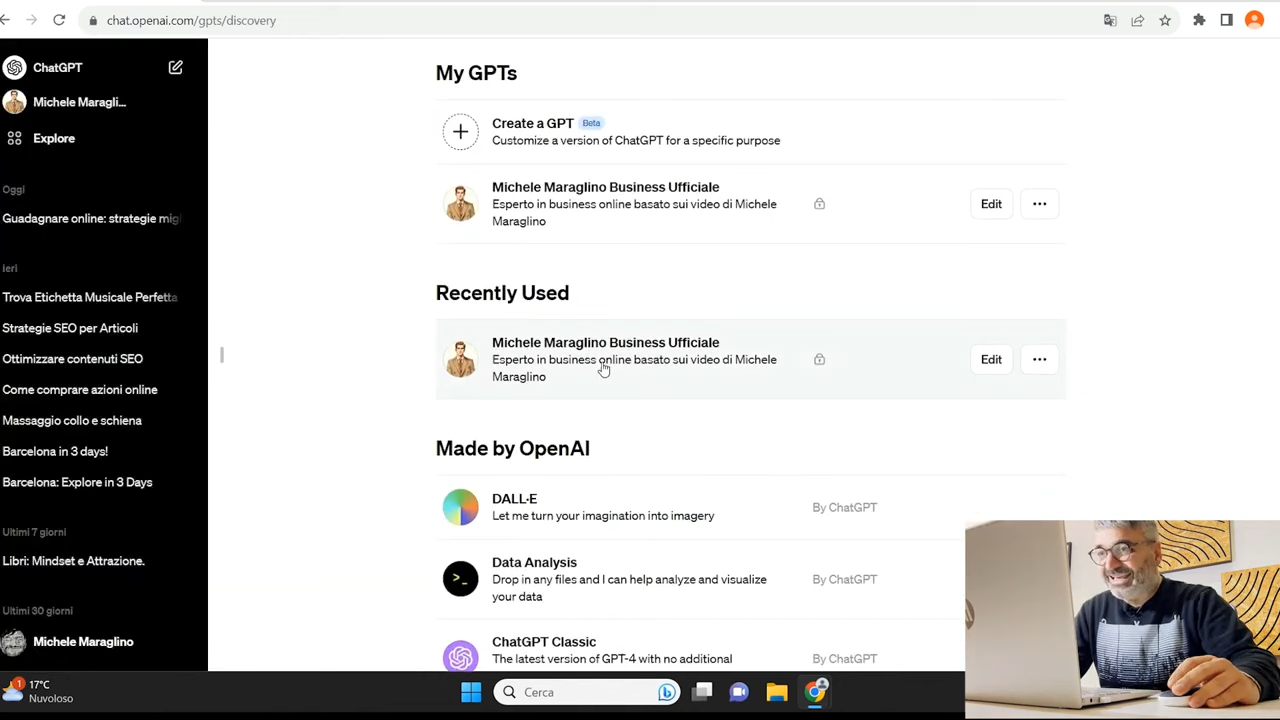 chat.openai.com/gpts/discovery
ChatGPT
Michele Maragli...
Explore
Oggi
Guadagnare online: strategie mig
Ieri
Trova Etichetta Musicale Perfetta
Strategie SEO per Articoli
Ottimizzare contenuti SEO
Come comprare azioni online
Massaggio collo e schiena
Barcelona in 3 days!
Barcelona: Explore in 3 Days
Ultimi 7 giorni
Libri: Mindset e Attrazione.
Ultimi 30 giorni
Michele Maraglino
My GPTs
Create a GPT Beta
Customize a version of ChatGPT for a specific purpose
Michele Maraglino Business Ufficiale
Esperto in business online basato sui video di Michele
Maraglino
Edit
Recently Used
Michele Maraglino Business Ufficiale
Esperto in business online basato sui video di Michele
Maraglino
Edit
Made by OpenAI
DALL·E
Let me turn your imagination into imagery
By ChatGPT
Data Analysis
Drop in any files and I can help analyze and visualize
your data
By ChatGPT
ChatGPT Classic
The latest version of GPT-4 with no additional
By ChatGPT
1
17°C
Nuvoloso
Cerca